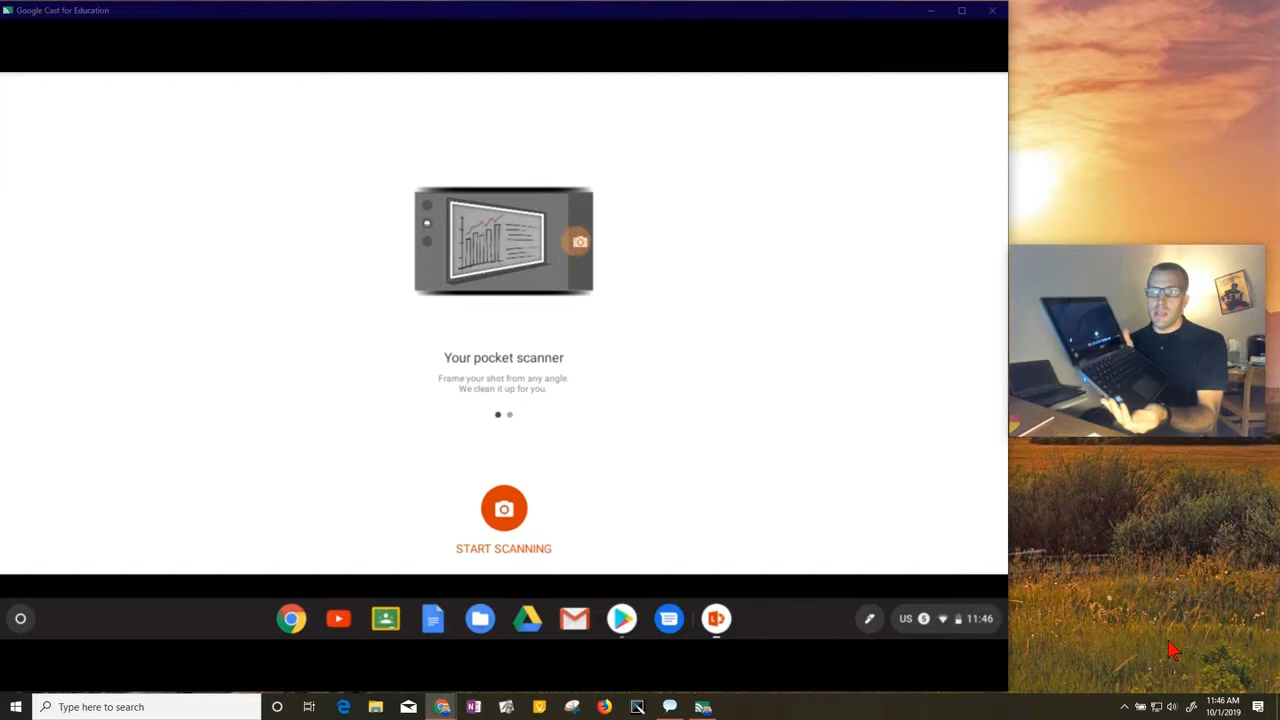 Google Cast for Education
Your pocket scanner
Frame your shot from any angle.
We clean it up for you.
START SCANNING
US 5 11:46
Type here to search
11:46 AM
10/1/2019